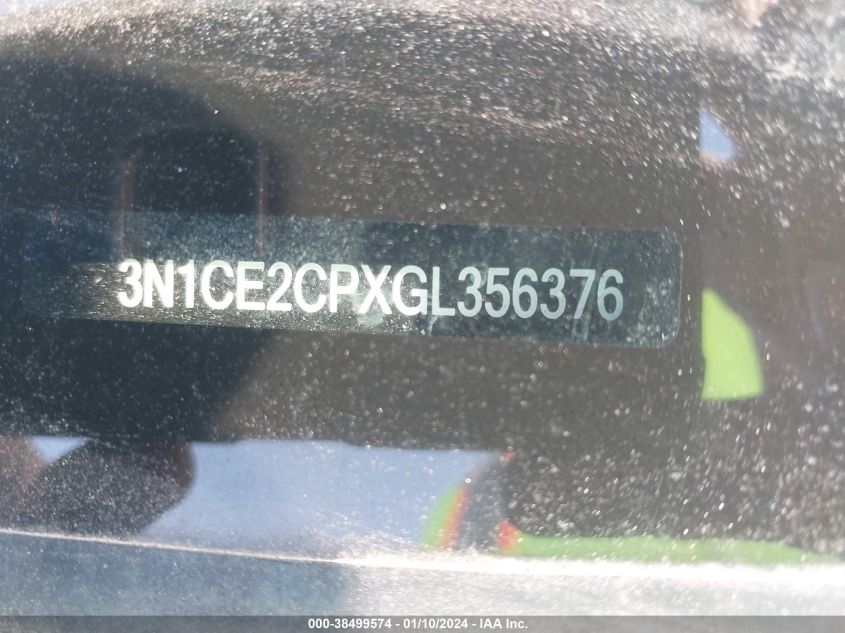 3N1CE2CPXGL356376
000-38499574 - 01/10/2024 - IAA Inc.